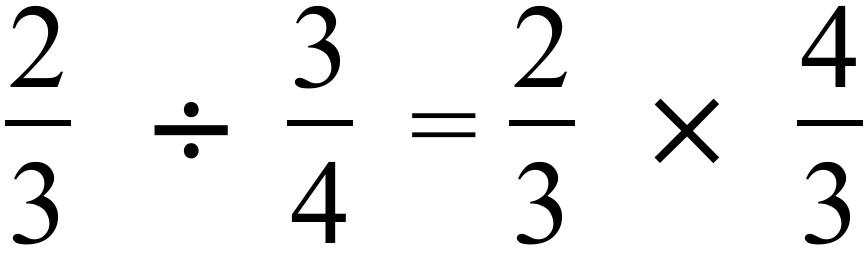 2/3 ÷ 3/4 = 2/3 × 4/3